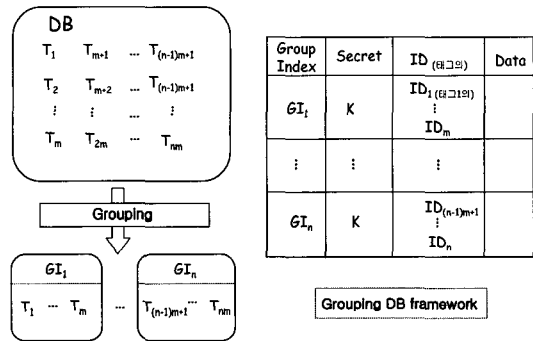 DB
T1 Tm+1 ... T(n-1)m+1
T2 Tm+2 ... T(n-1)m+1
⋮ ⋮ ... ⋮
Tm T2m ... Tnm
Grouping
GI1 GIn
T1 ... Tm ... T(n-1)m+1 ... Tnm
Group Index Secret ID (태그의) Data
GI1 K ID1 (태그1의)
⋮
IDm
⋮ ⋮ ⋮
GIn K ID(n-1)m+1
⋮
IDn
Grouping DB framework